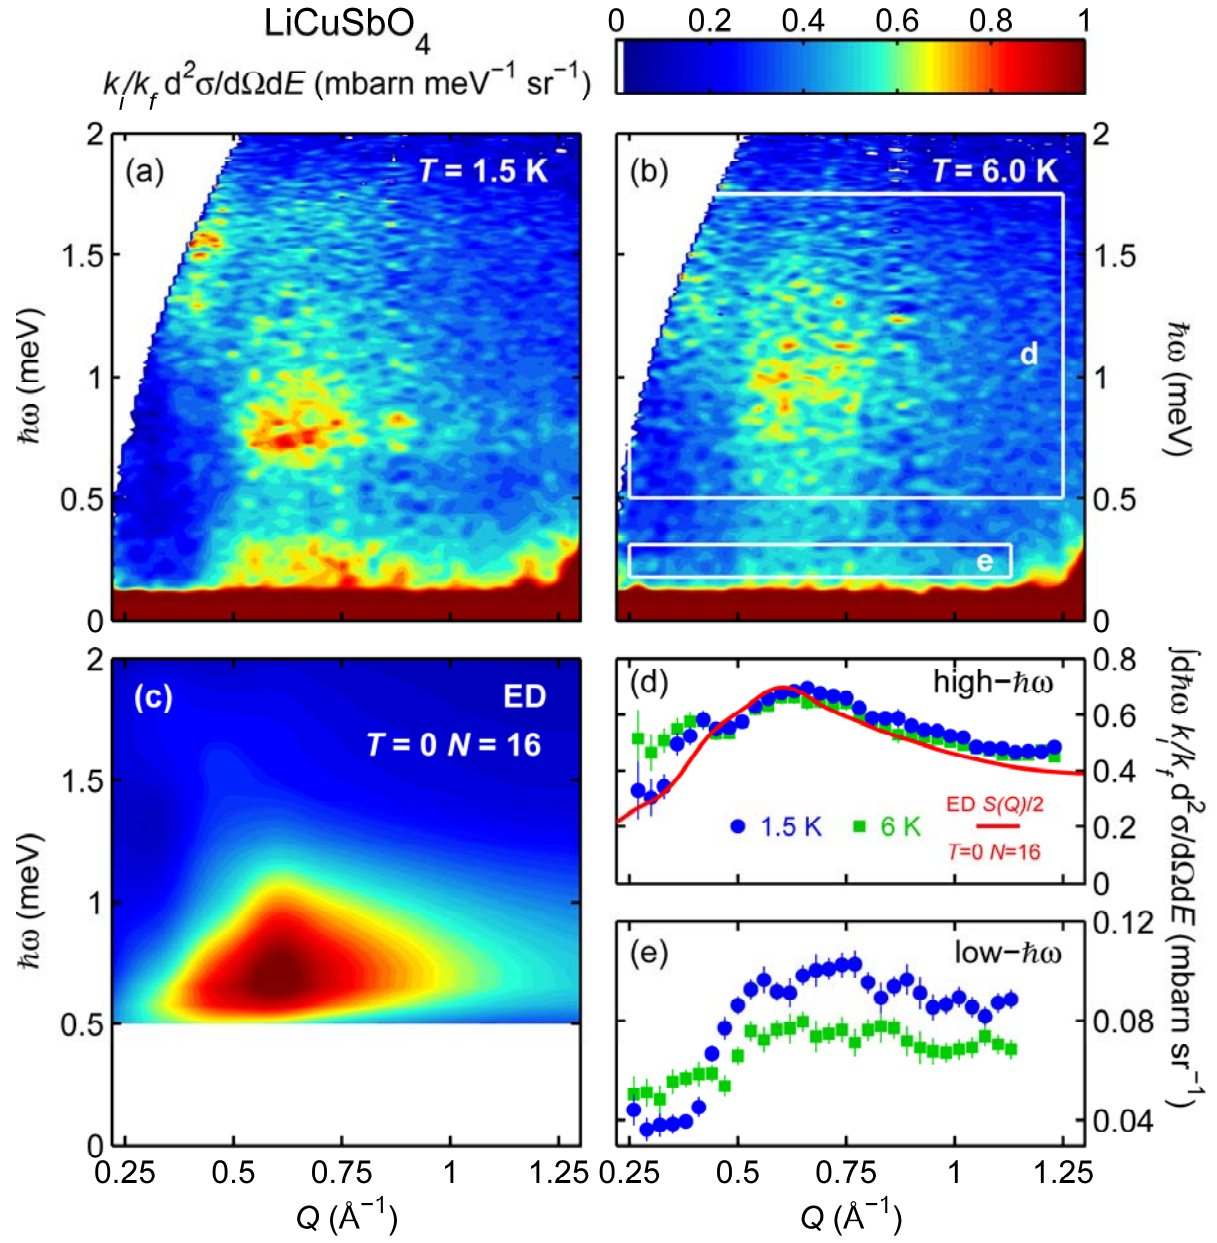 LiCuSbO₄
kᵢ/k_f d²σ/dΩdE (mbarn meV⁻¹ sr⁻¹)
0 0.2 0.4 0.6 0.8 1
(a) T = 1.5 K
2
1.5
1
0.5
0
ħω (meV)
(b) T = 6.0 K
d
e
2
1.5
1
0.5
0
ħω (meV)
(c) ED
T = 0 N = 16
2
1.5
1
0.5
0
ħω (meV)
0.25 0.5 0.75 1 1.25
Q (Å⁻¹)
(d) high−ħω
1.5 K 6 K
ED S(Q)/2
T=0 N=16
0.8
0.6
0.4
0.2
0
(e) low−ħω
0.12
0.08
0.04
∫dħω kᵢ/k_f d²σ/dΩdE (mbarn sr⁻¹)
0.25 0.5 0.75 1 1.25
Q (Å⁻¹)